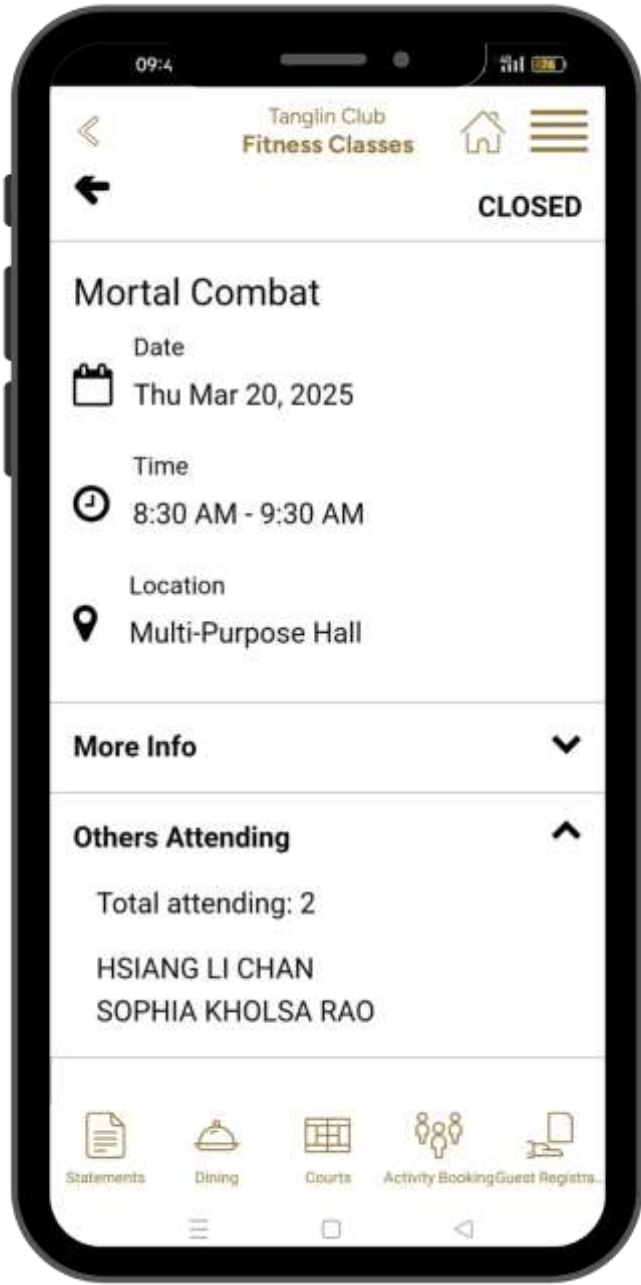 09:4
Tanglin Club
Fitness Classes
CLOSED
Mortal Combat
Date
Thu Mar 20, 2025
Time
8:30 AM - 9:30 AM
Location
Multi-Purpose Hall
More Info
Others Attending
Total attending: 2
HSIANG LI CHAN
SOPHIA KHOLSA RAO
Statements Dining Courts Activity Booking Guest Registra...